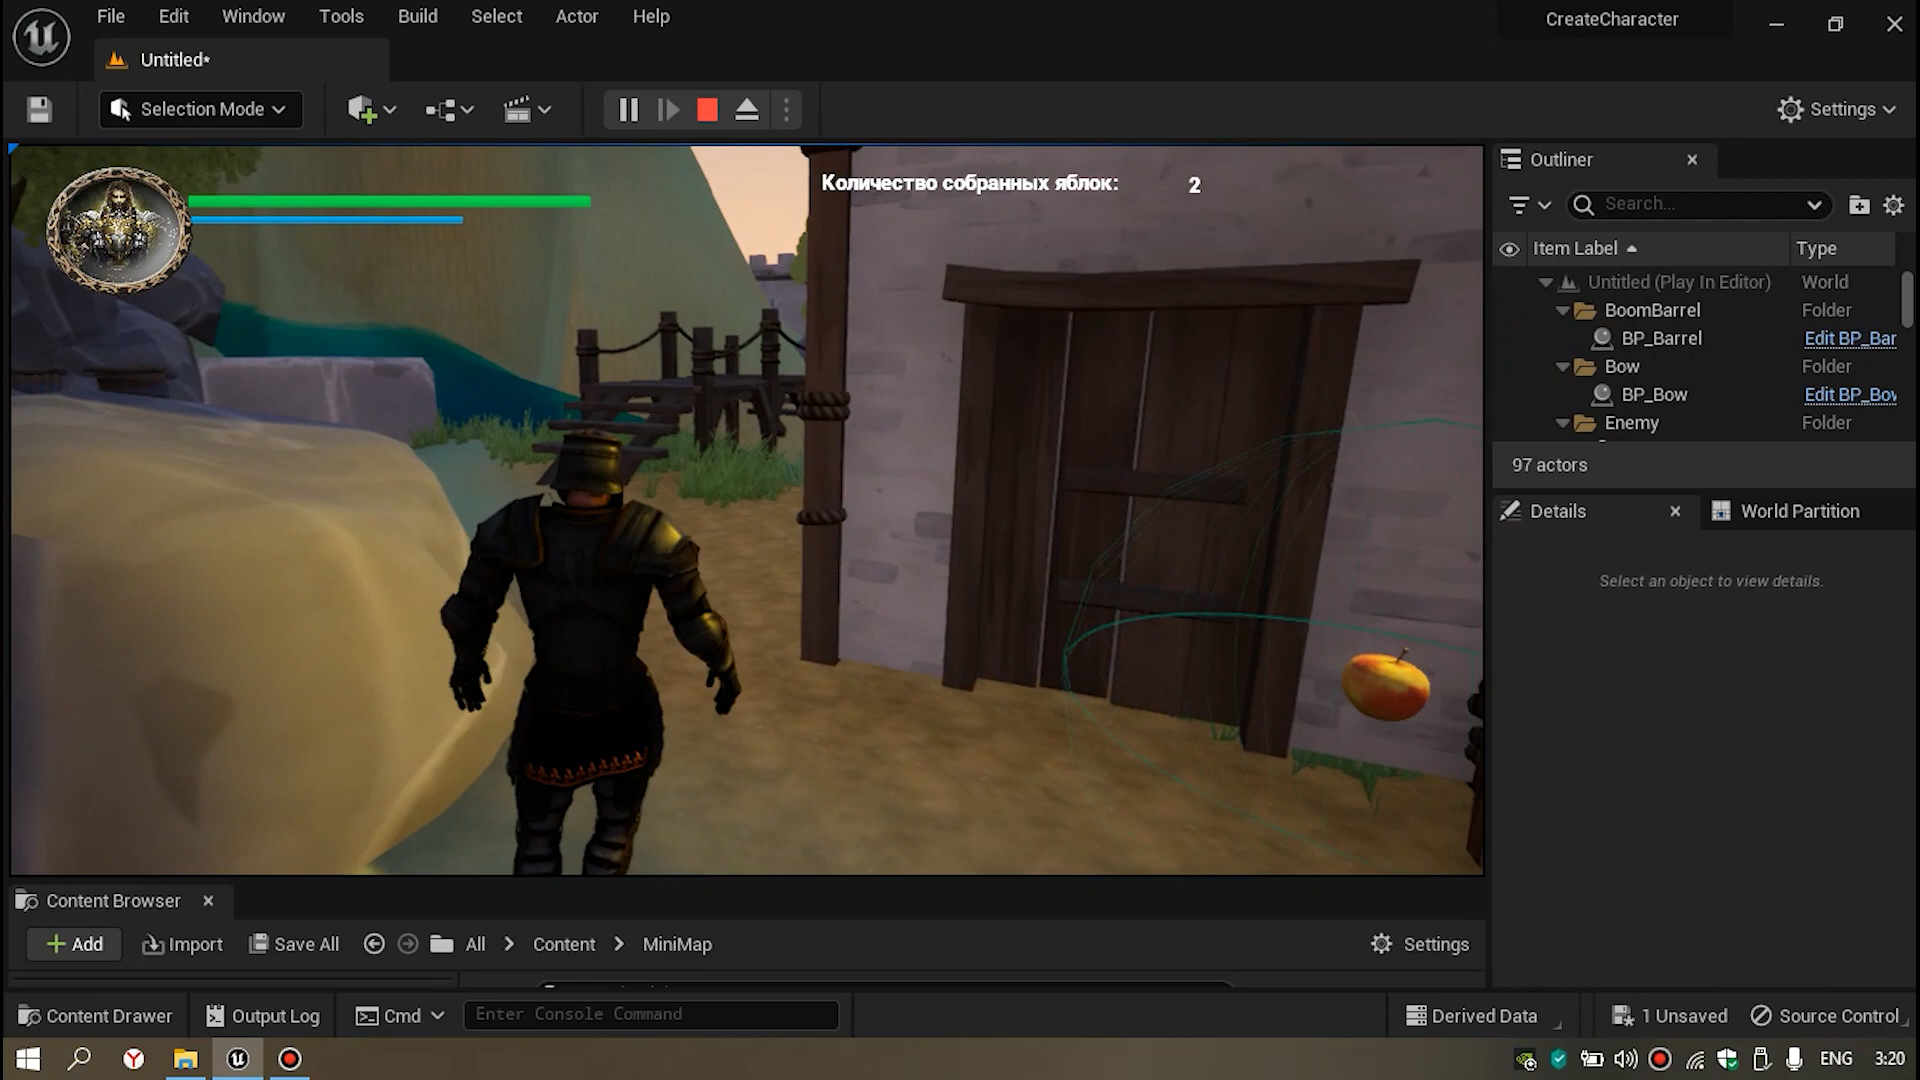 File Edit Window Tools Build Select Actor Help
CreateCharacter
Untitled*
Selection Mode
Settings
Количество собранных яблок: 2
Outliner
Search...
Item Label Type
Untitled (Play In Editor) World
BoomBarrel Folder
BP_Barrel Edit BP_Bar
Bow Folder
BP_Bow Edit BP_Bow
Enemy Folder
97 actors
Details World Partition
Select an object to view details.
Content Browser
Add Import Save All All Content MiniMap Settings
Content Drawer Output Log Cmd Enter Console Command Derived Data 1 Unsaved Source Control
ENG 3:20